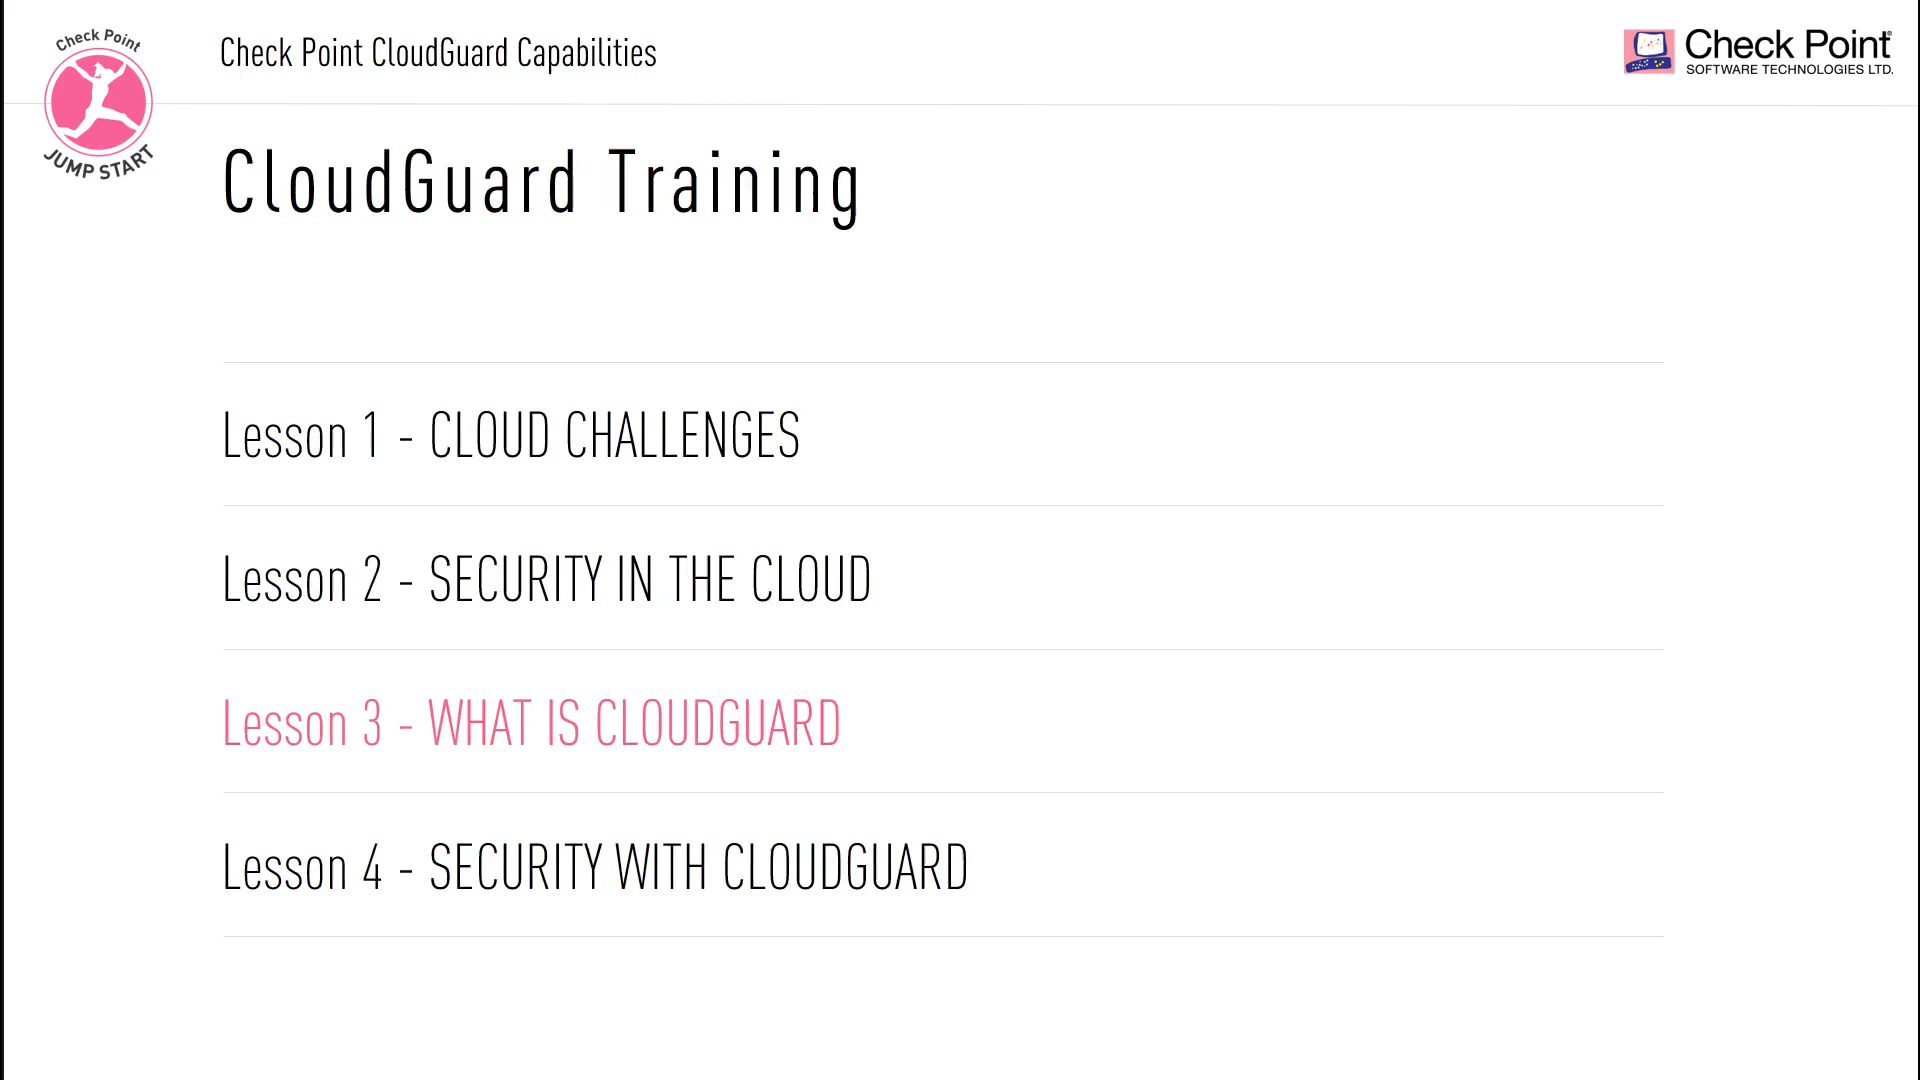 Check Point
JUMP START
Check Point CloudGuard Capabilities
Check Point®
SOFTWARE TECHNOLOGIES LTD.
CloudGuard Training
Lesson 1 - CLOUD CHALLENGES
Lesson 2 - SECURITY IN THE CLOUD
Lesson 3 - WHAT IS CLOUDGUARD
Lesson 4 - SECURITY WITH CLOUDGUARD